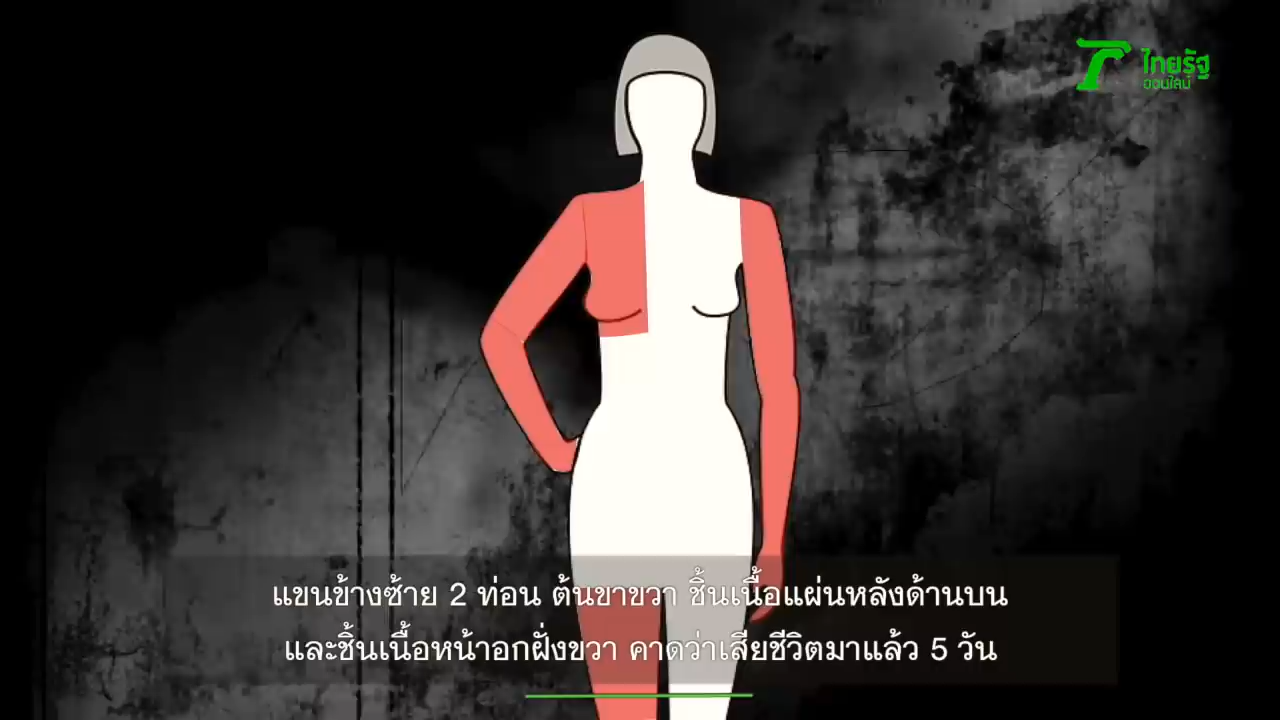 ไทยรัฐ
ออนไลน์
แขนข้างซ้าย 2 ท่อน ต้นขาขวา ชิ้นเนื้อแผ่นหลังด้านบน
และชิ้นเนื้อหน้าอกฝั่งขวา คาดว่าเสียชีวิตมาแล้ว 5 วัน